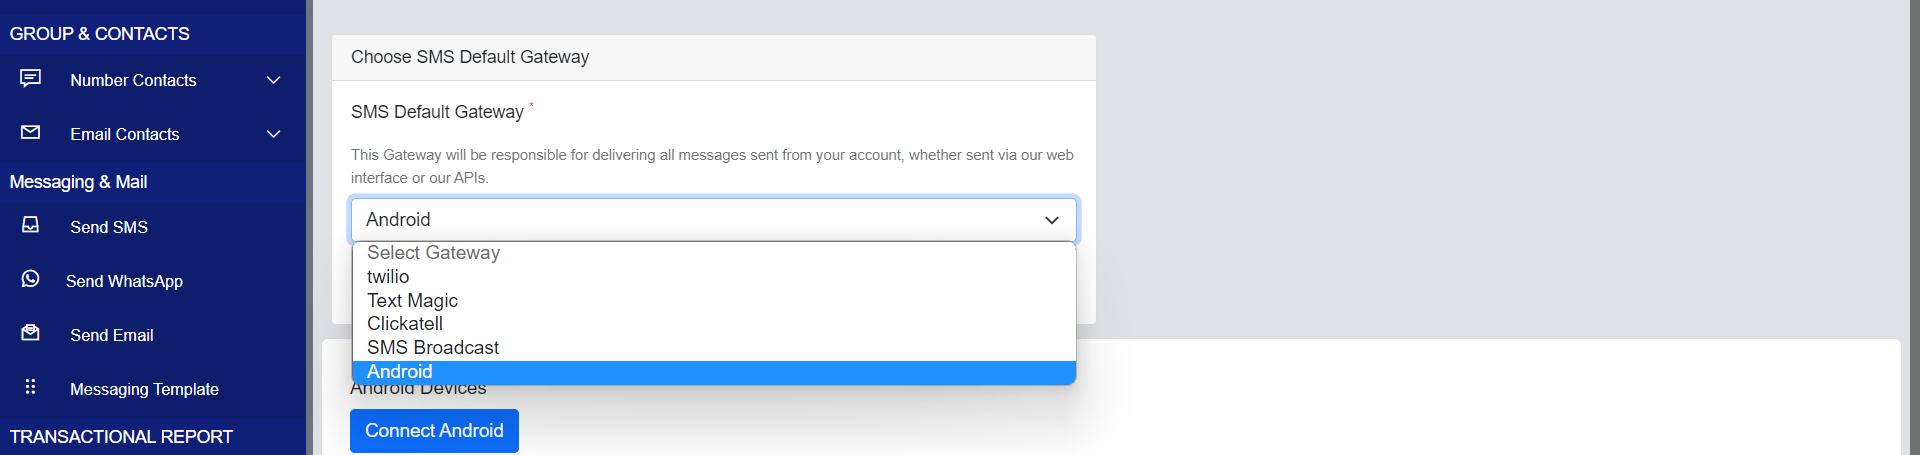 GROUP & CONTACTS
Number Contacts
Email Contacts
Messaging & Mail
Send SMS
Send WhatsApp
Send Email
Messaging Template
TRANSACTIONAL REPORT
Choose SMS Default Gateway
SMS Default Gateway *
This Gateway will be responsible for delivering all messages sent from your account, whether sent via our web
interface or our APIs.
Android
Select Gateway
twilio
Text Magic
Clickatell
SMS Broadcast
Android
Android Devices
Connect Android